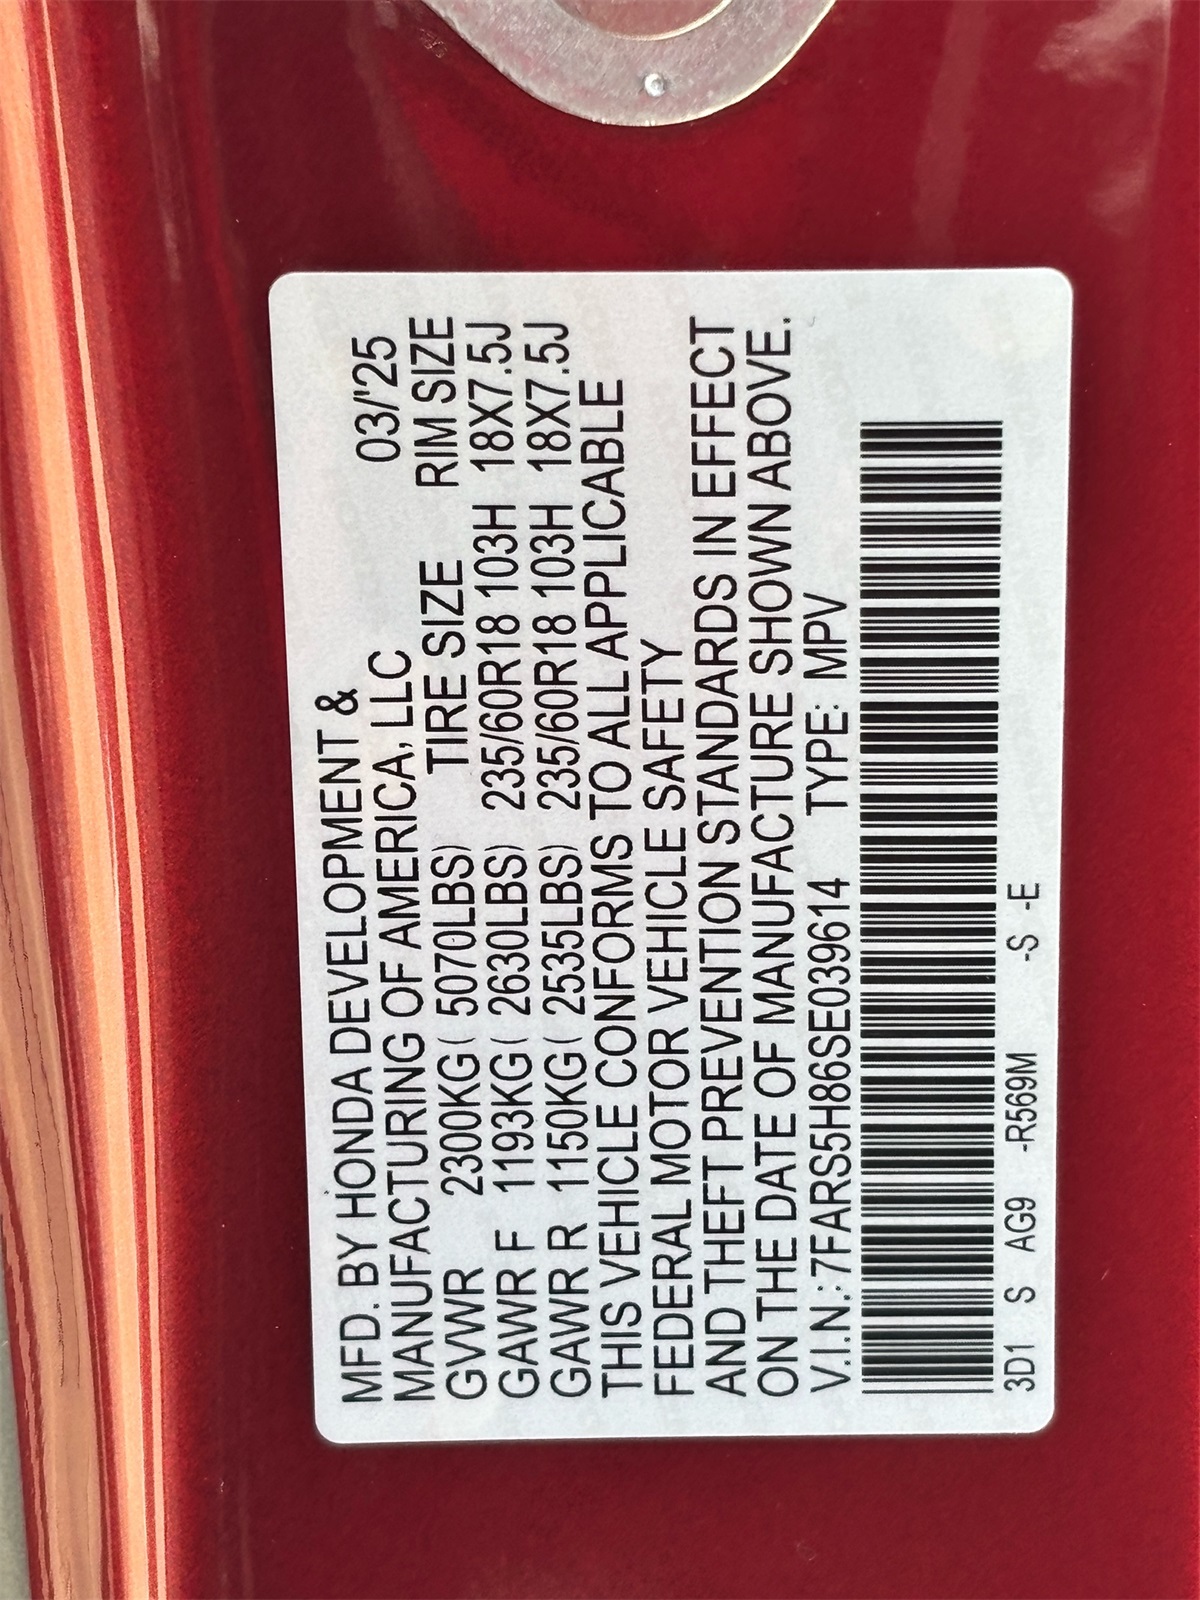 MFD. BY HONDA DEVELOPMENT &
MANUFACTURING OF AMERICA, LLC 03/'25
GVWR 2300KG( 5070LBS) TIRE SIZE RIM SIZE
GAWR F 1193KG( 2630LBS) 235/60R18 103H 18X7.5J
GAWR R 1150KG( 2535LBS) 235/60R18 103H 18X7.5J
THIS VEHICLE CONFORMS TO ALL APPLICABLE
FEDERAL MOTOR VEHICLE SAFETY
AND THEFT PREVENTION STANDARDS IN EFFECT
ON THE DATE OF MANUFACTURE SHOWN ABOVE.
V.I.N.: 7FARS5H86SE039614 TYPE: MPV
3D1 S AG9 -R569M -S -E